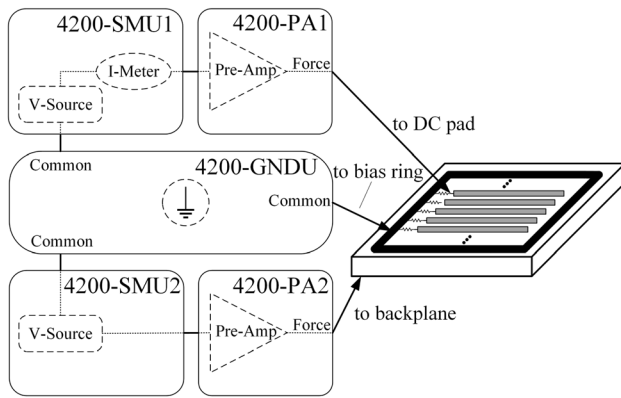 4200-SMU1
4200-PA1
I-Meter
Pre-Amp
Force
V-Source
to DC pad
Common
4200-GNDU
to bias ring
Common
Common
4200-SMU2
4200-PA2
V-Source
Pre-Amp
Force
to backplane